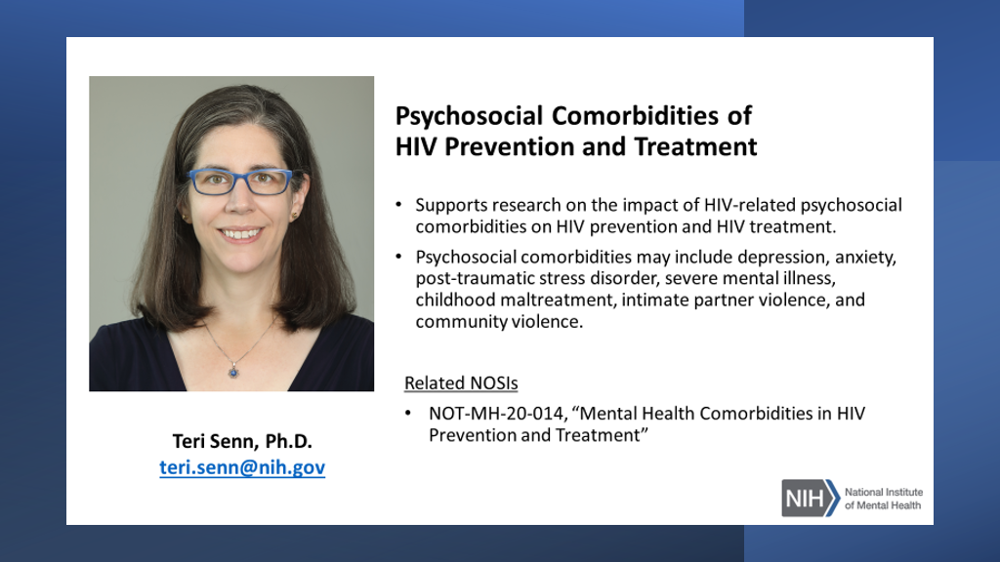 Psychosocial Comorbidities of
HIV Prevention and Treatment
• Supports research on the impact of HIV-related psychosocial
comorbidities on HIV prevention and HIV treatment.
• Psychosocial comorbidities may include depression, anxiety,
post-traumatic stress disorder, severe mental illness,
childhood maltreatment, intimate partner violence, and
community violence.
Related NOSIs
• NOT-MH-20-014, “Mental Health Comorbidities in HIV
Prevention and Treatment”
Teri Senn, Ph.D.
teri.senn@nih.gov
NIH National Institute
of Mental Health